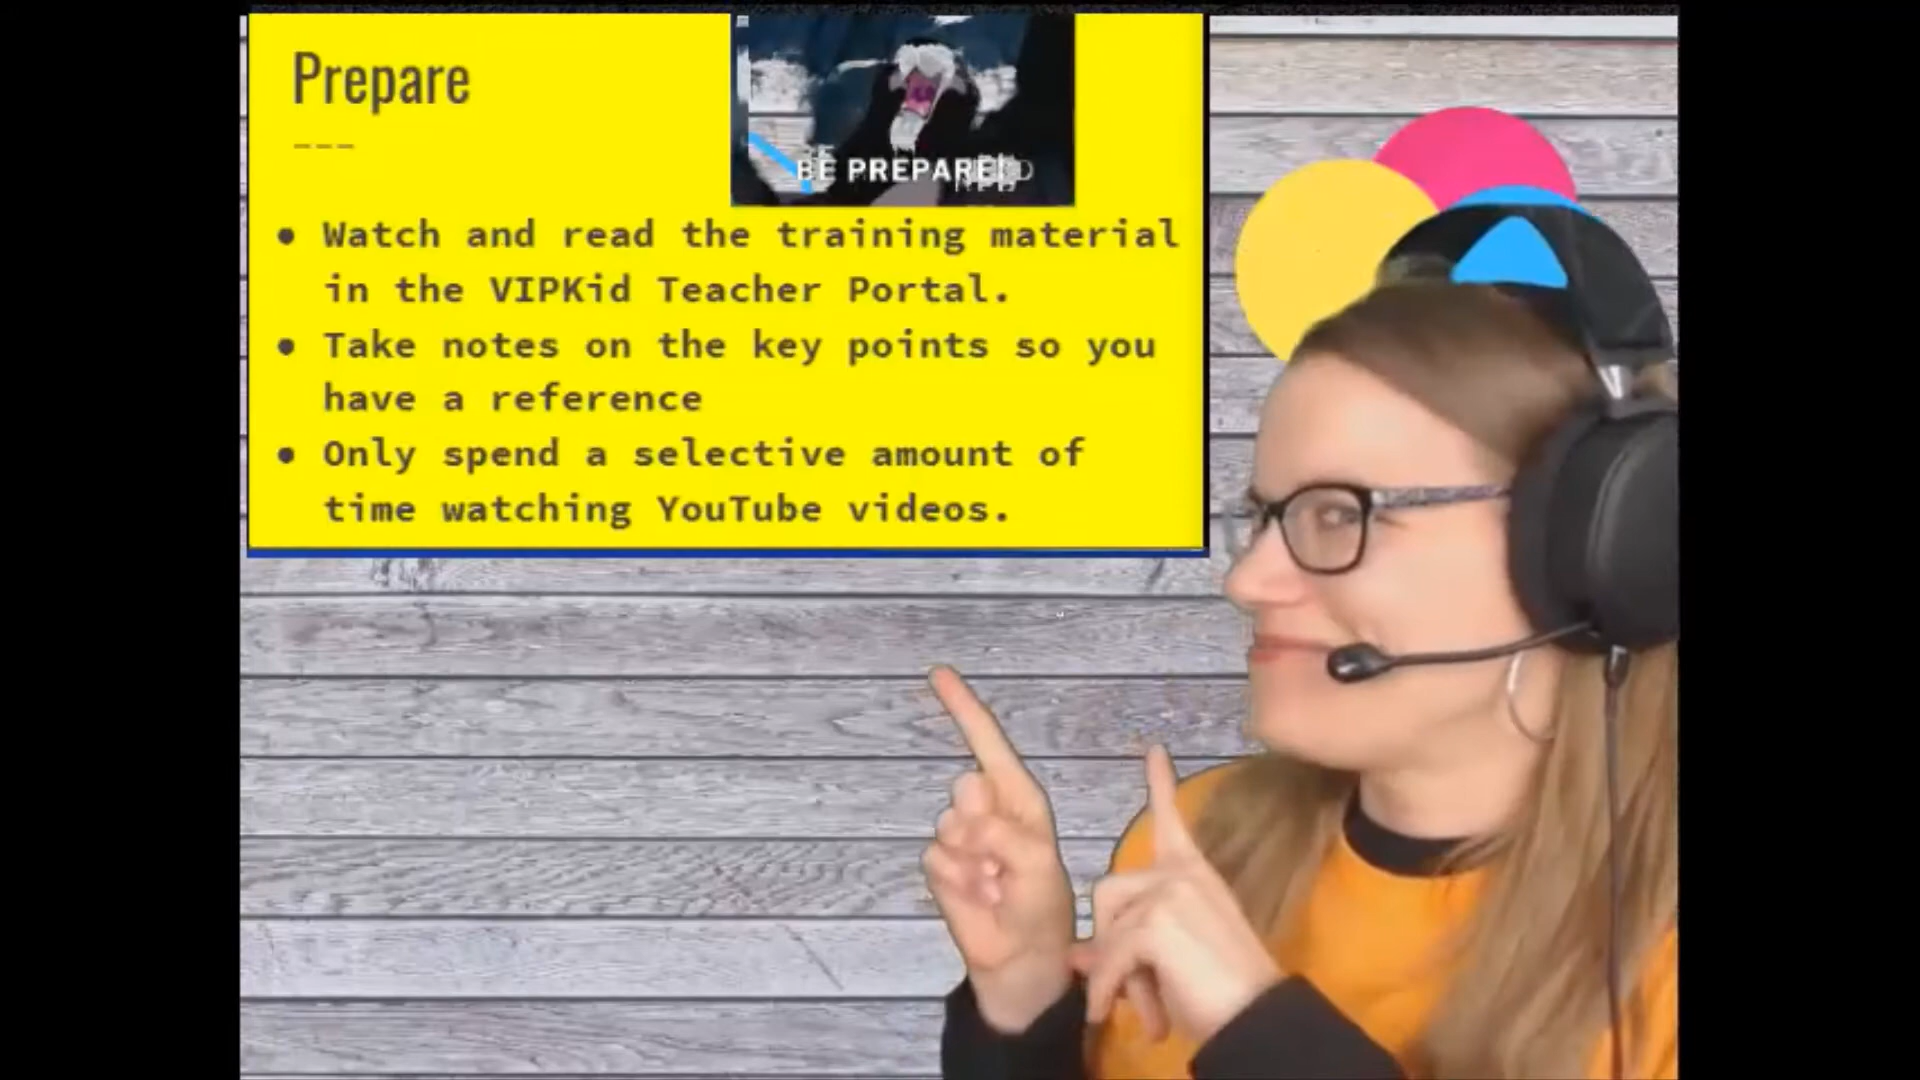 Prepare
---
BE PREPARED
● Watch and read the training material
in the VIPKid Teacher Portal.
● Take notes on the key points so you
have a reference
● Only spend a selective amount of
time watching YouTube videos.